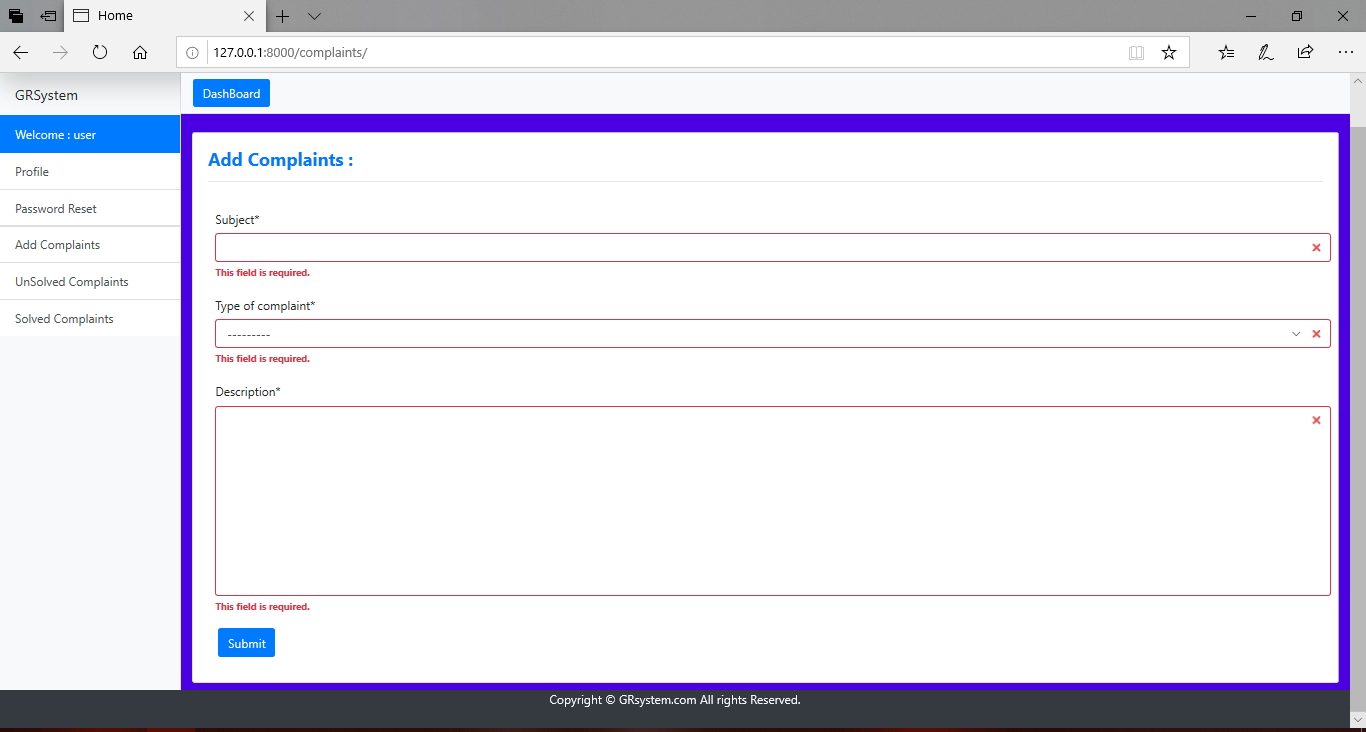 Home
127.0.0.1:8000/complaints/
GRSystem
DashBoard
Welcome : user
Profile
Password Reset
Add Complaints
UnSolved Complaints
Solved Complaints
Add Complaints :
Subject*
This field is required.
Type of complaint*
---------
This field is required.
Description*
This field is required.
Submit
Copyright © GRsystem.com All rights Reserved.